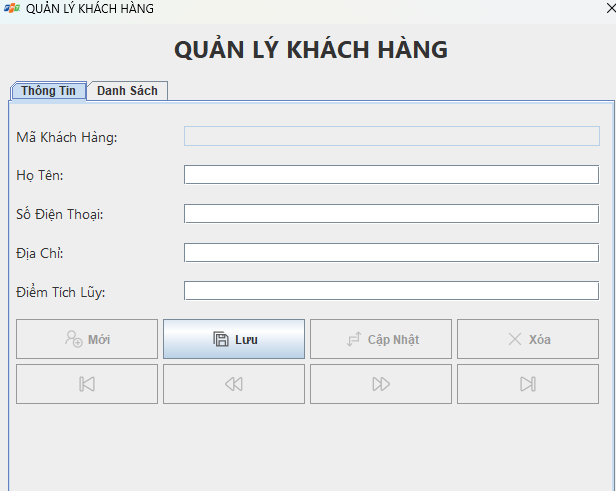 QUẢN LÝ KHÁCH HÀNG
QUẢN LÝ KHÁCH HÀNG
Thông Tin Danh Sách
Mã Khách Hàng:
Họ Tên:
Số Điện Thoại:
Địa Chỉ:
Điểm Tích Lũy:
Mới Lưu Cập Nhật Xóa